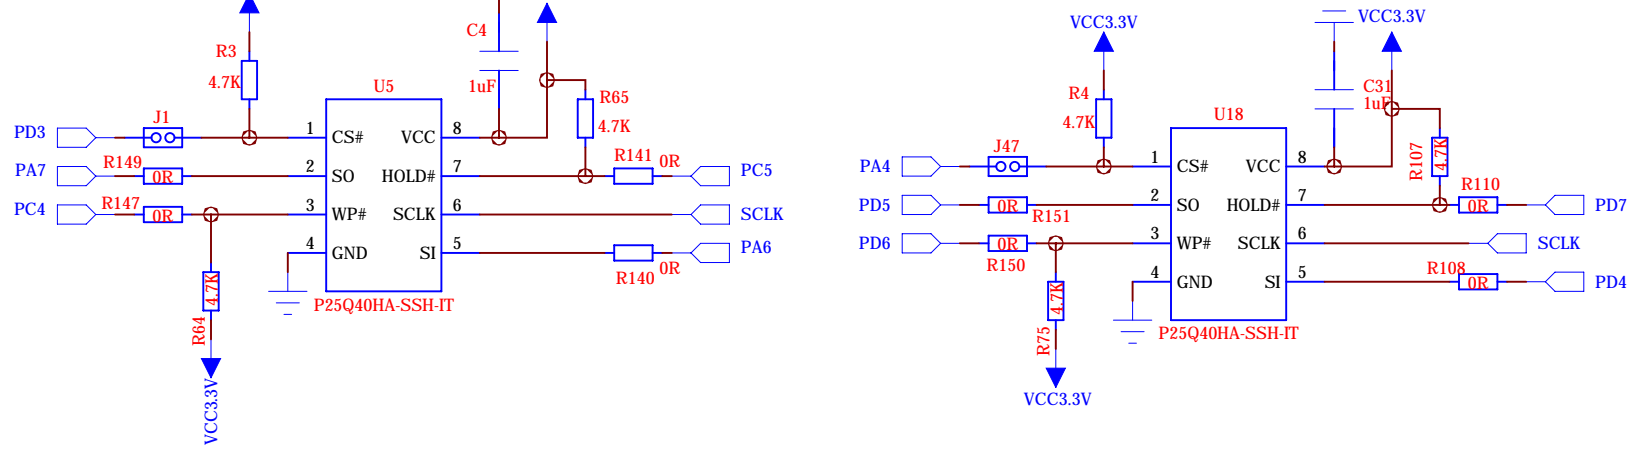 C4
R3
4.7K
1uF
U5
R65
4.7K
PD3
J1
1
CS#
VCC
8
PA7
R149
0R
2
SO
HOLD#
7
R141
0R
PC5
PC4
R147
0R
3
WP#
SCLK
6
SCLK
4
GND
SI
5
PA6
R140
0R
4.7K
R64
P25Q40HA-SSH-IT
VCC3.3V
VCC3.3V
VCC3.3V
R4
4.7K
C31
1uF
U18
R107
4.7K
PA4
J47
1
CS#
VCC
8
PD5
0R
R151
2
SO
HOLD#
7
R110
0R
PD7
PD6
0R
R150
3
WP#
SCLK
6
SCLK
4
GND
SI
5
R108
0R
PD4
4.7K
R75
P25Q40HA-SSH-IT
VCC3.3V